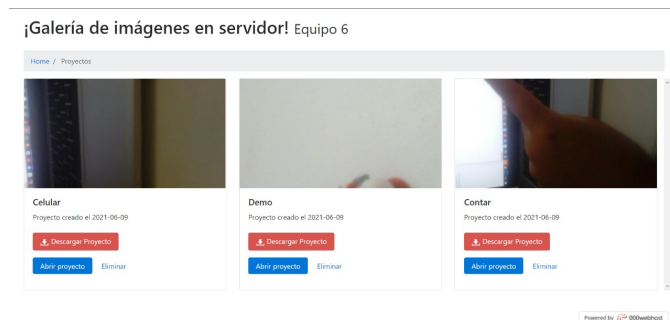 ¡Galería de imágenes en servidor! Equipo 6
Home / Proyectos
Celular
Proyecto creado el 2021-06-09
Descargar Proyecto
Abrir proyecto Eliminar
Demo
Proyecto creado el 2021-06-09
Descargar Proyecto
Abrir proyecto Eliminar
Contar
Proyecto creado el 2021-06-09
Descargar Proyecto
Abrir proyecto Eliminar
Powered by 000webhost